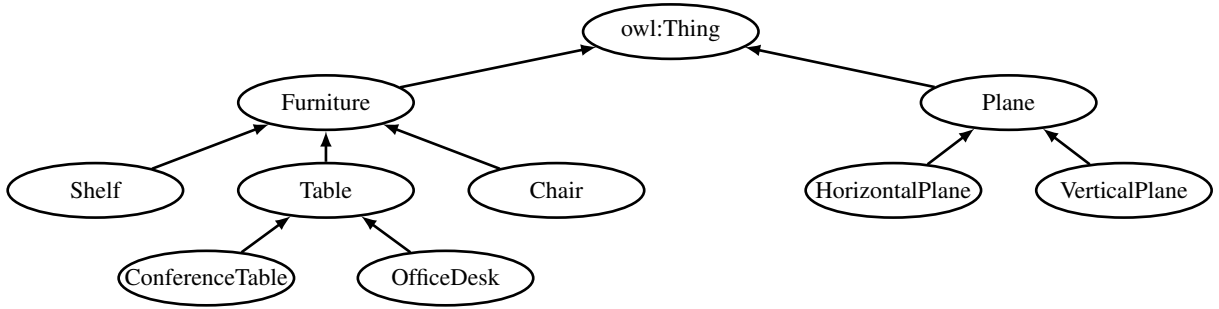 owl:Thing
Furniture
Plane
Shelf
Table
Chair
HorizontalPlane
VerticalPlane
ConferenceTable
OfficeDesk